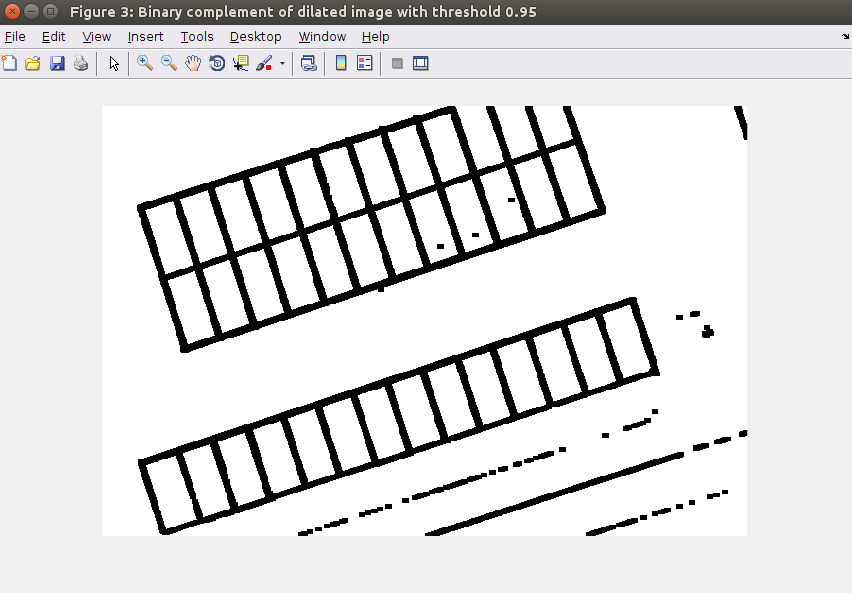 Figure 3: Binary complement of dilated image with threshold 0.95
File Edit View Insert Tools Desktop Window Help